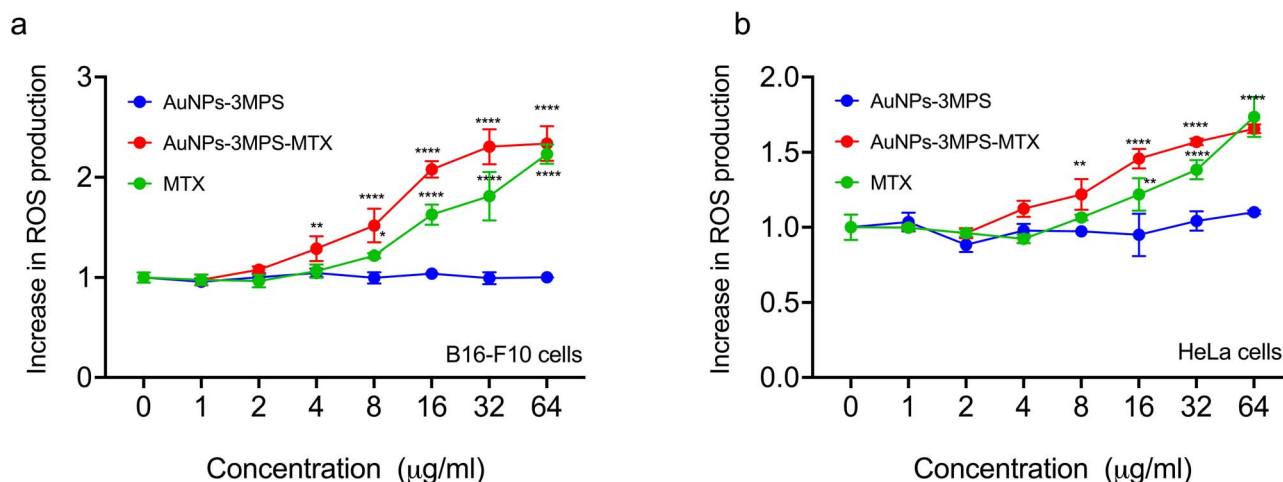 a
Increase in ROS production
3
2
1
0
AuNPs-3MPS
AuNPs-3MPS-MTX
MTX
**
****
*
****
****
****
****
****
****
B16-F10 cells
0 1 2 4 8 16 32 64
Concentration (μg/ml)
b
Increase in ROS production
2.0
1.5
1.0
0.5
0.0
AuNPs-3MPS
AuNPs-3MPS-MTX
MTX
**
****
**
****
****
****
HeLa cells
0 1 2 4 8 16 32 64
Concentration (μg/ml)